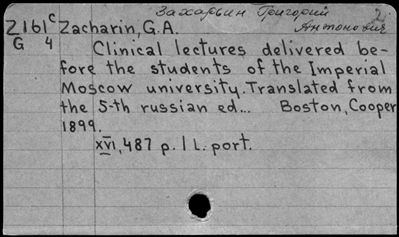 Захарьин Григорий 2
Антонович
Z161c Zacharin, G.A.
G 4
Clinical lectures delivered be-
fore the students of the Imperial
Moscow university. Translated from
the 5-th russian ed... Boston, Cooper
1899.
XVI, 487 p. 1 L. port.